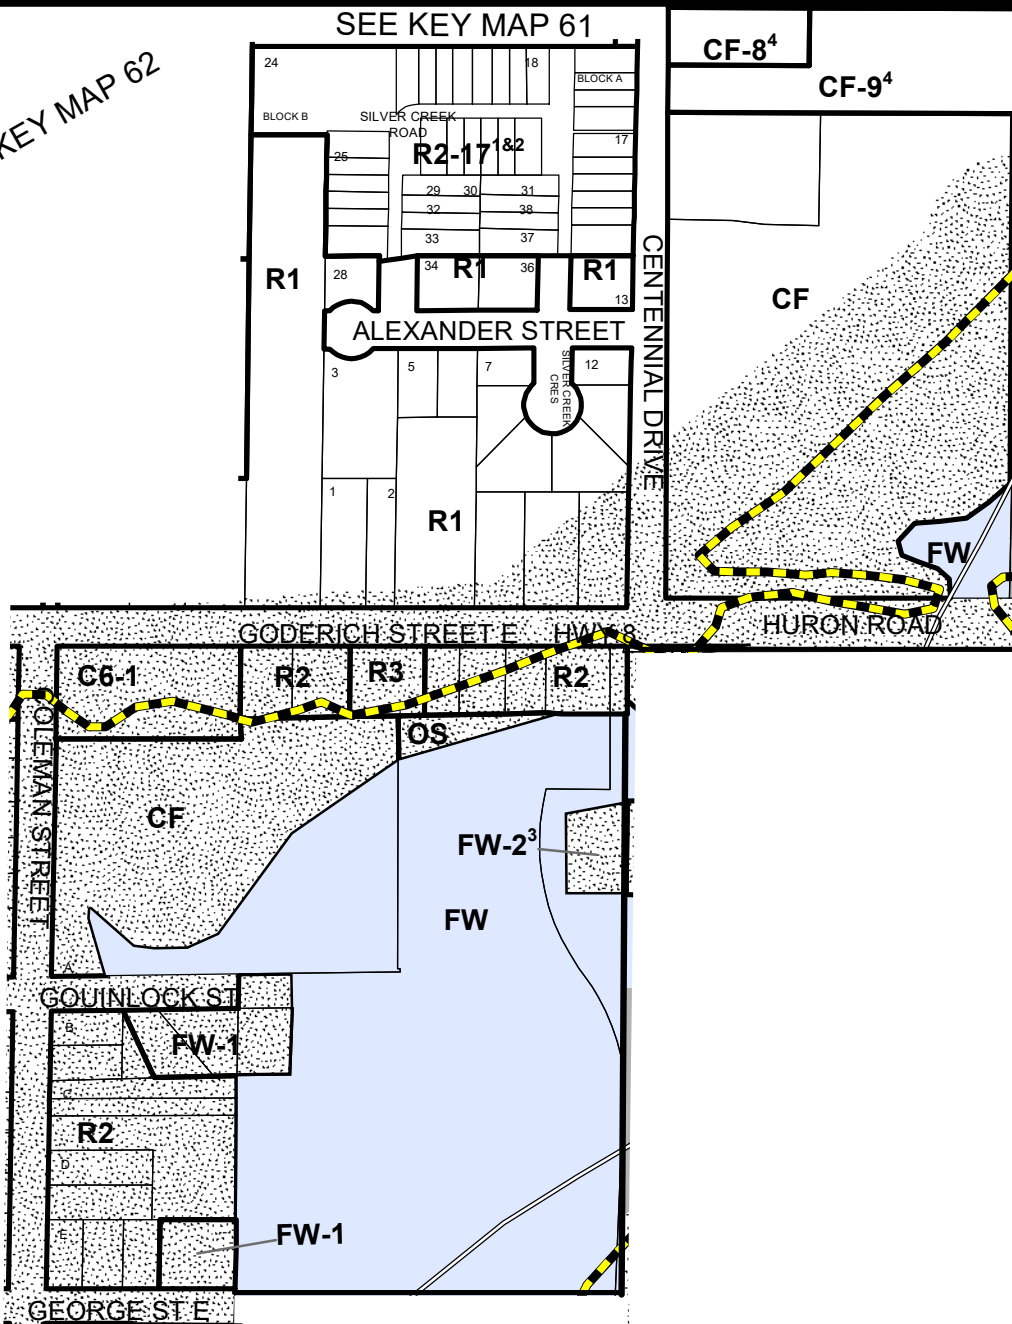 SEE KEY MAP 61
KEY MAP 62
CF-8⁴
CF-9⁴
24
18
BLOCK A
BLOCK B
SILVER CREEK
ROAD
17
R2-17¹&²
25
29
30
31
32
38
33
37
R1
28
34
R1
36
R1
13
CF
CENTENNIAL DRIVE
ALEXANDER STREET
3
5
7
SILVER CREEK
CRES
12
1
2
R1
FW
GODERICH STREET E
HWY 8
HURON ROAD
C6-1
R2
R3
R2
OS
COLEMAN STREET
CF
FW-2³
FW
A
GOUINLOCK ST
B
FW-1
C
R2
D
E
FW-1
GEORGE ST E